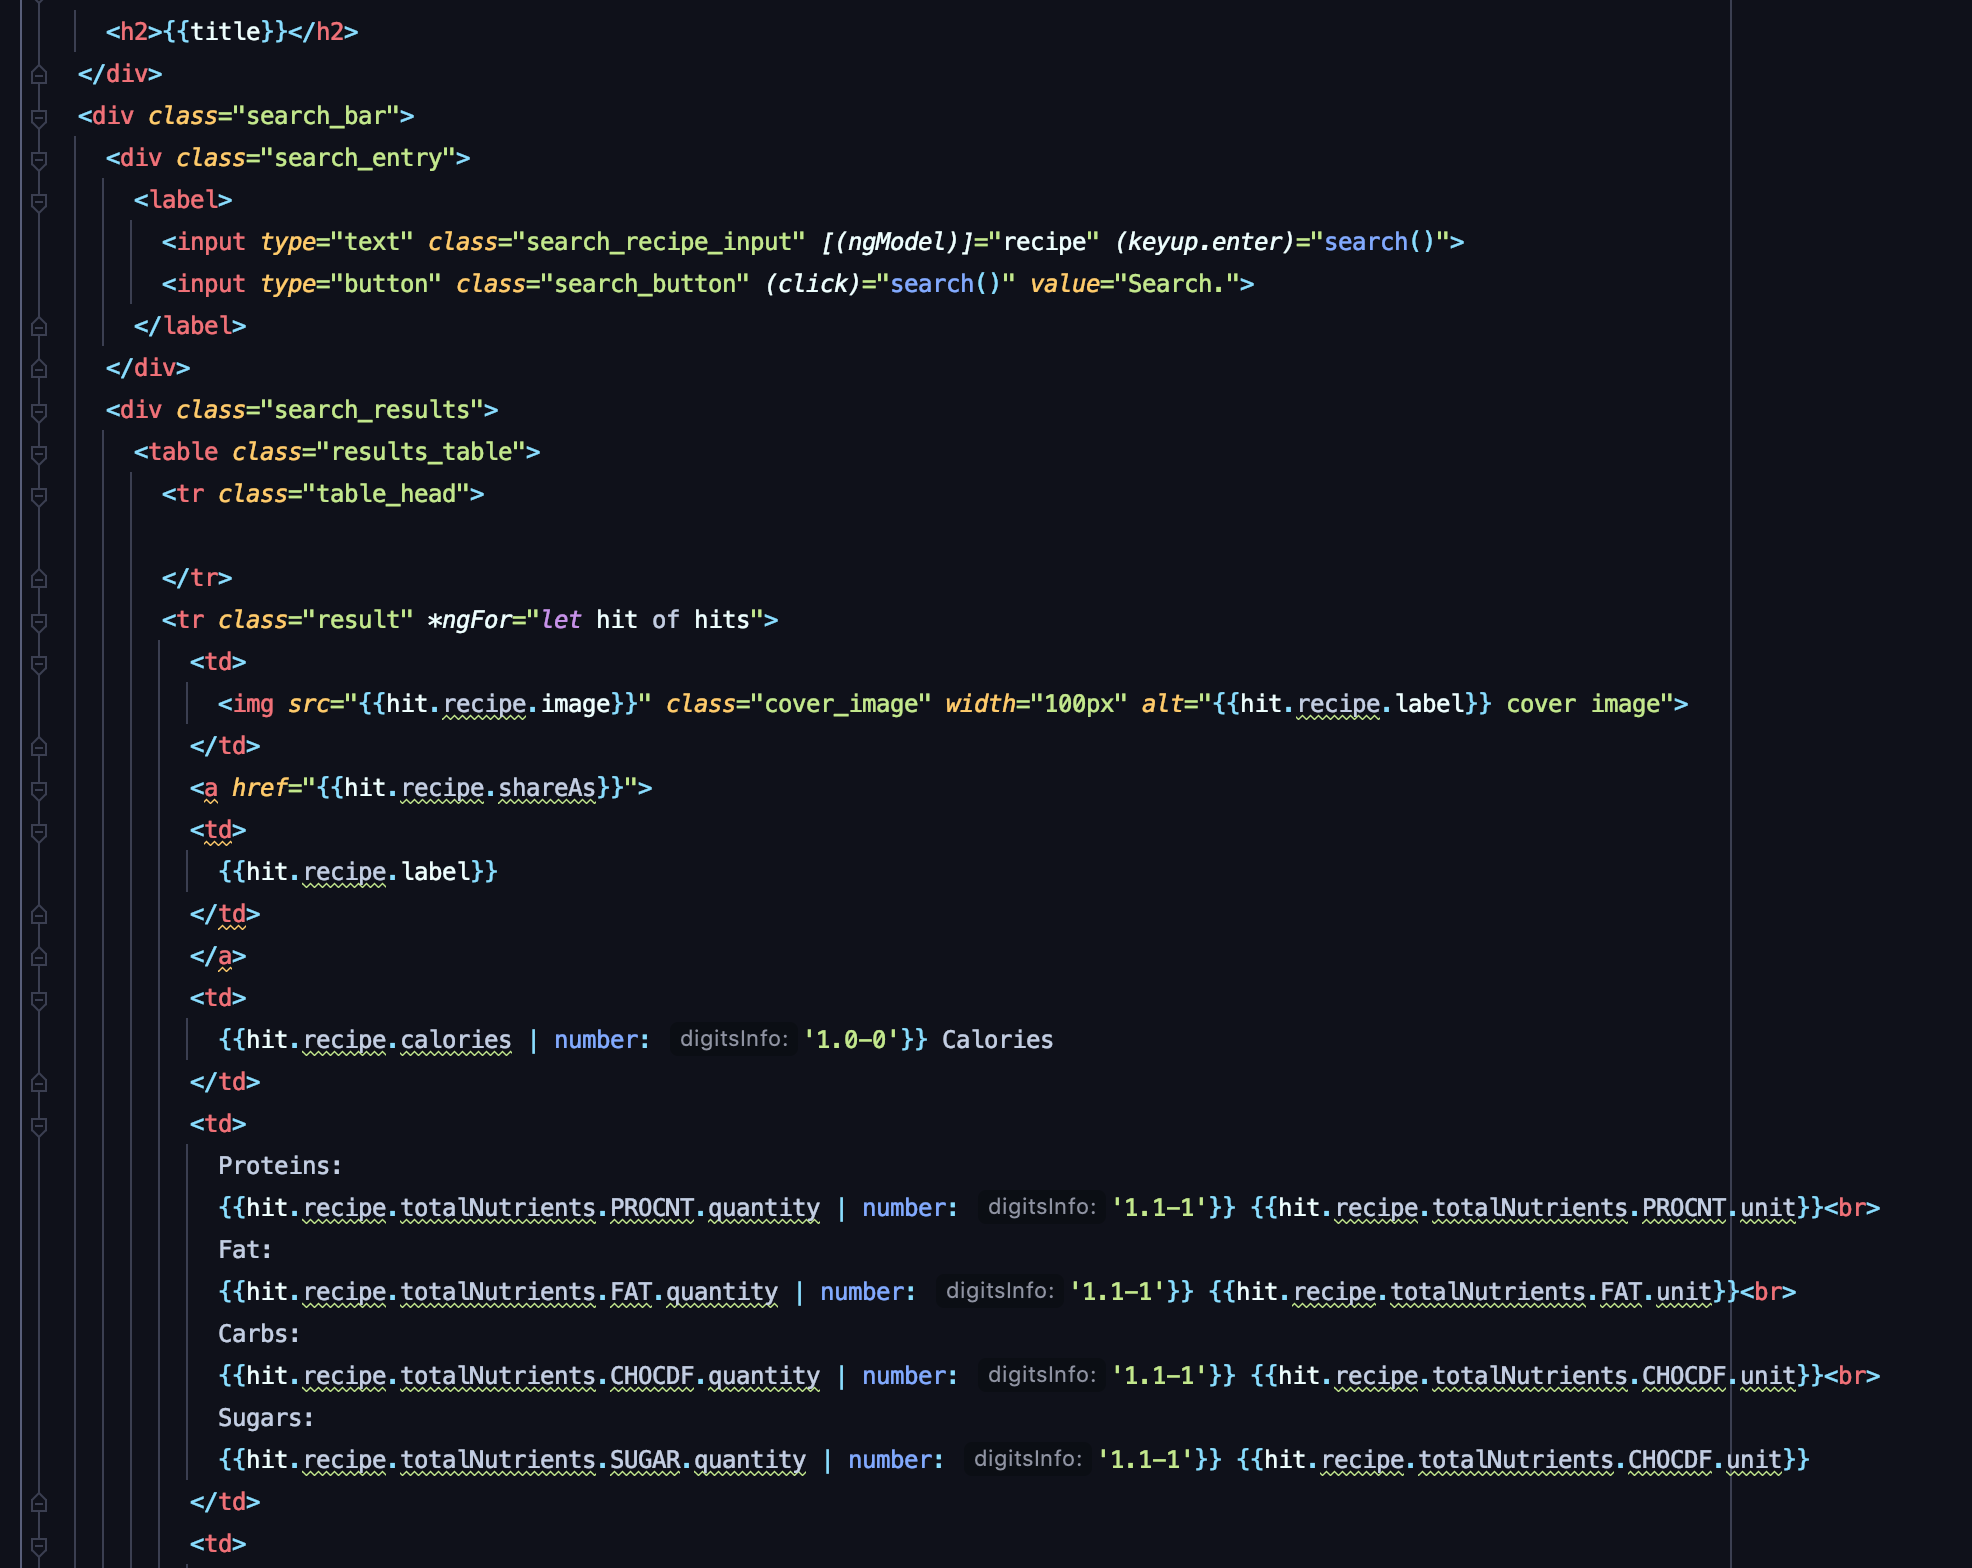 <h2>{{title}}</h2>
</div>
<div class="search_bar">
<div class="search_entry">
<label>
<input type="text" class="search_recipe_input" [(ngModel)]="recipe" (keyup.enter)="search()">
<input type="button" class="search_button" (click)="search()" value="Search.">
</label>
</div>
<div class="search_results">
<table class="results_table">
<tr class="table_head">
</tr>
<tr class="result" *ngFor="let hit of hits">
<td>
<img src="{{hit.recipe.image}}" class="cover_image" width="100px" alt="{{hit.recipe.label}} cover image">
</td>
<a href="{{hit.recipe.shareAs}}">
<td>
{{hit.recipe.label}}
</td>
</a>
<td>
{{hit.recipe.calories | number: digitsInfo: '1.0-0'}} Calories
</td>
<td>
Proteins:
{{hit.recipe.totalNutrients.PROCNT.quantity | number: digitsInfo: '1.1-1'}} {{hit.recipe.totalNutrients.PROCNT.unit}}<br>
Fat:
{{hit.recipe.totalNutrients.FAT.quantity | number: digitsInfo: '1.1-1'}} {{hit.recipe.totalNutrients.FAT.unit}}<br>
Carbs:
{{hit.recipe.totalNutrients.CHOCDF.quantity | number: digitsInfo: '1.1-1'}} {{hit.recipe.totalNutrients.CHOCDF.unit}}<br>
Sugars:
{{hit.recipe.totalNutrients.SUGAR.quantity | number: digitsInfo: '1.1-1'}} {{hit.recipe.totalNutrients.CHOCDF.unit}}
</td>
<td>